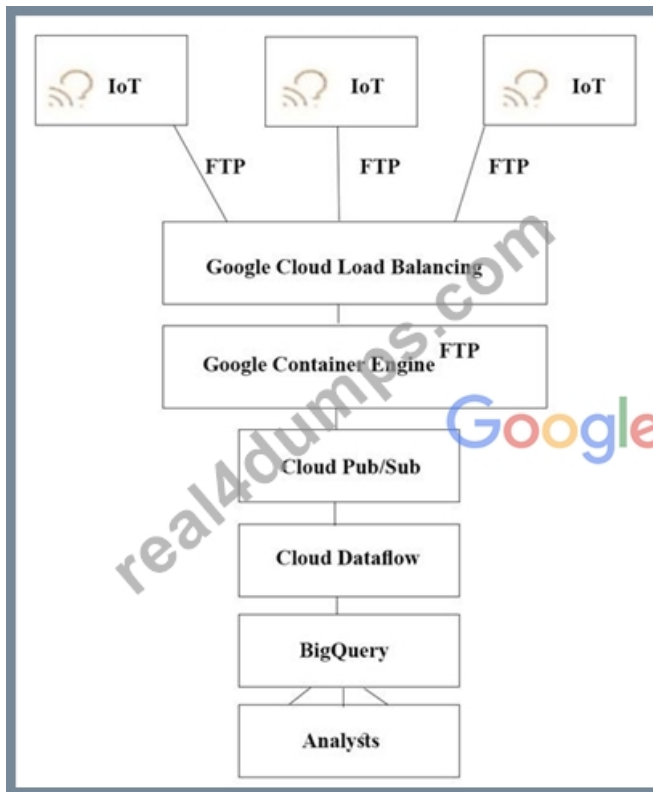 IoT
IoT
IoT
FTP
FTP
FTP
Google Cloud Load Balancing
Google Container Engine FTP
Google
Cloud Pub/Sub
Cloud Dataflow
BigQuery
Analysts
real4dumps.com